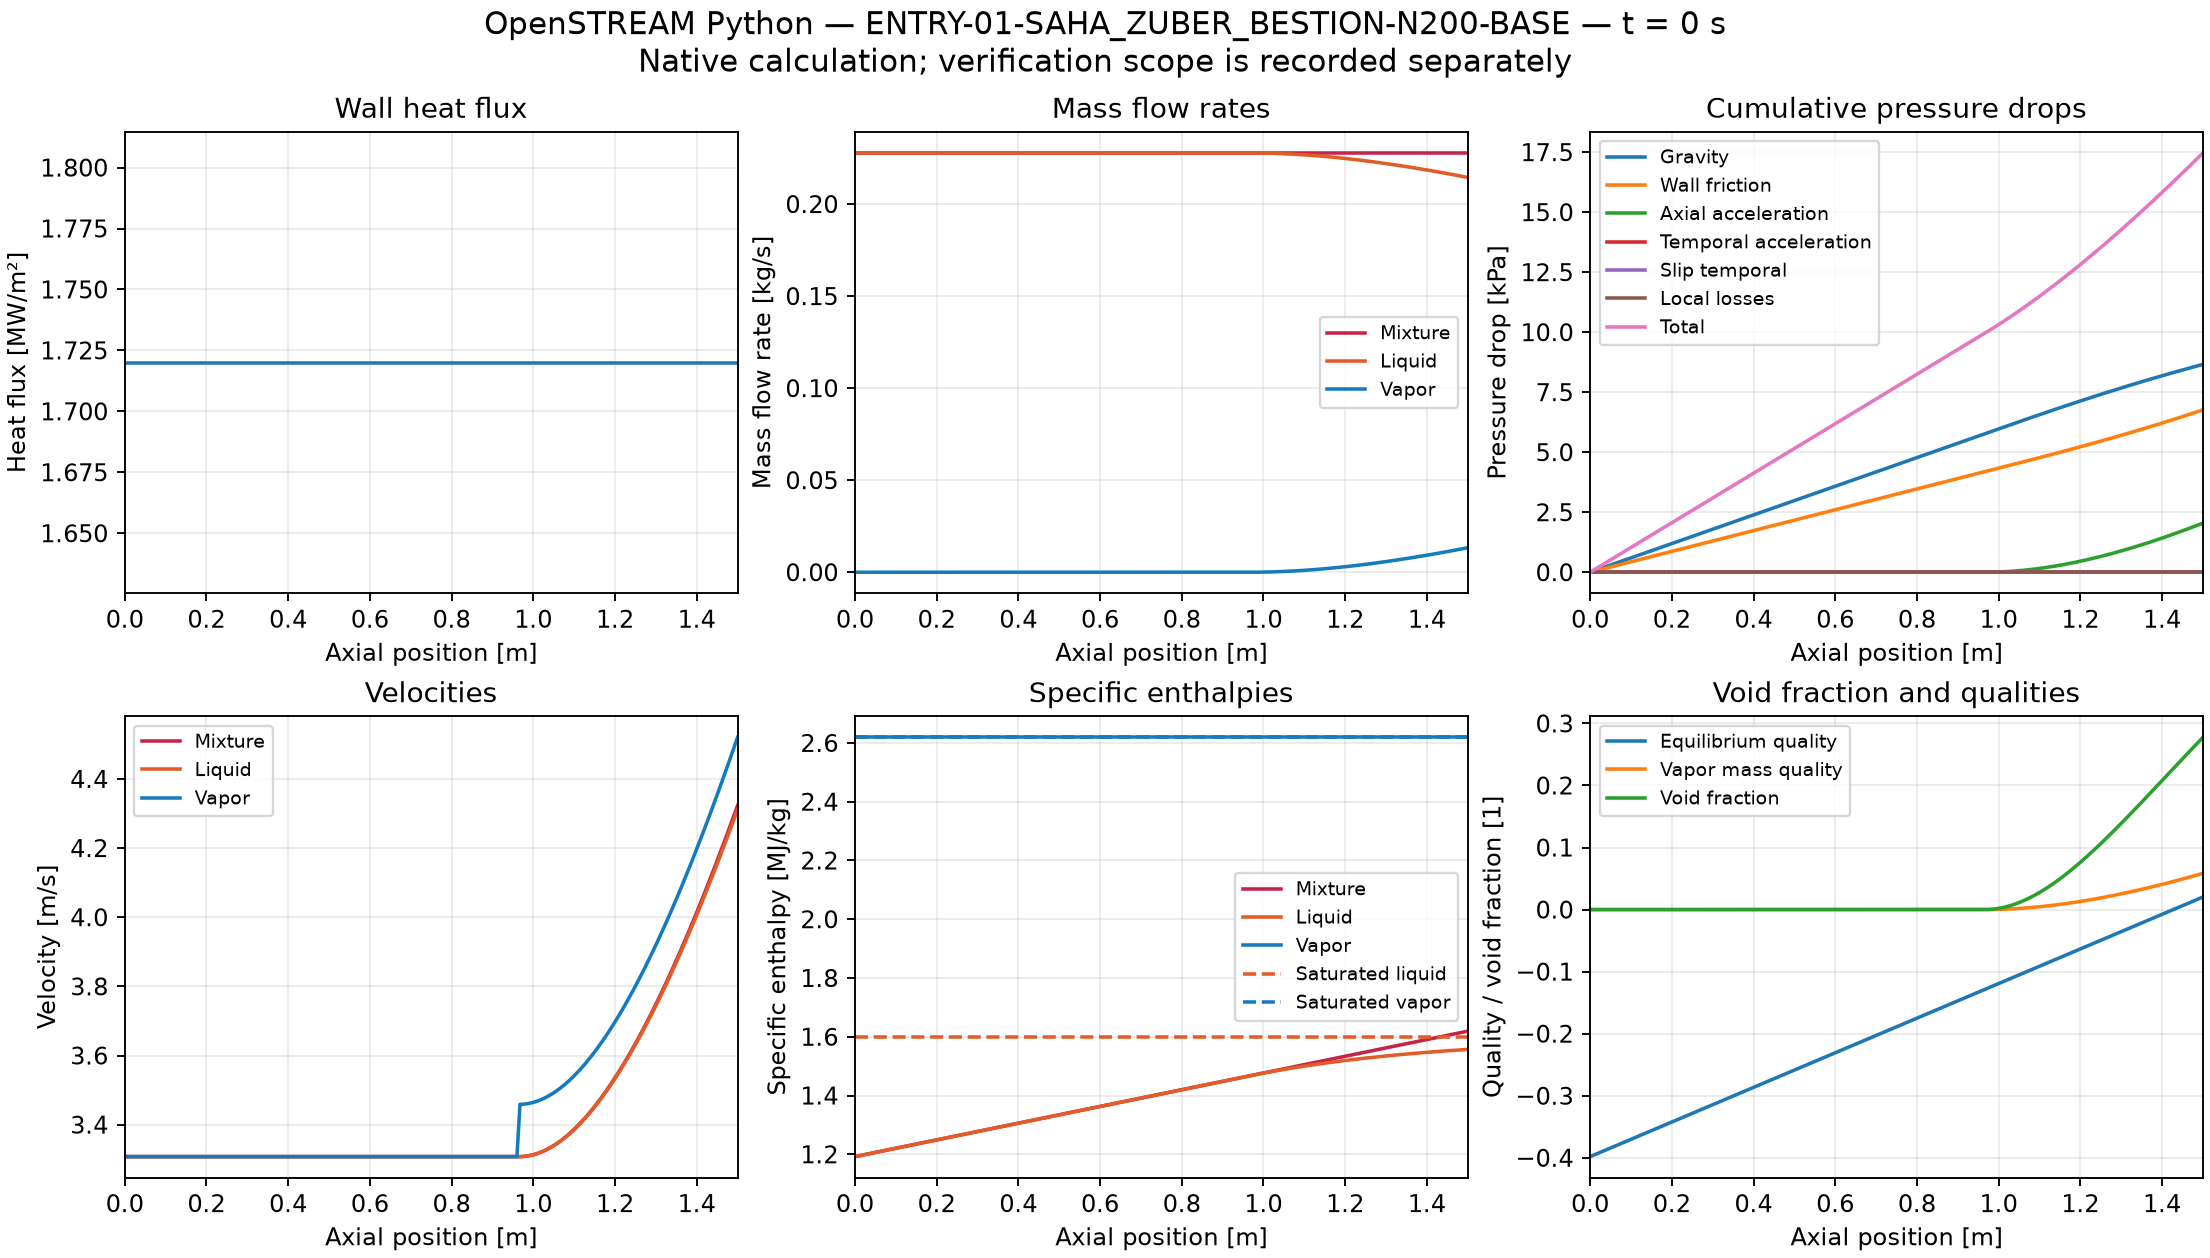 OpenSTREAM Python — ENTRY-01-SAHA_ZUBER_BESTION-N200-BASE — t = 0 s
Native calculation; verification scope is recorded separately
Wall heat flux
1.800
1.775
1.750
1.725
1.700
1.675
1.650
Heat flux [MW/m²]
0.0 0.2 0.4 0.6 0.8 1.0 1.2 1.4
Axial position [m]
Mass flow rates
0.20
0.15
0.10
0.05
0.00
Mass flow rate [kg/s]
Mixture
Liquid
Vapor
0.0 0.2 0.4 0.6 0.8 1.0 1.2 1.4
Axial position [m]
Cumulative pressure drops
17.5
15.0
12.5
10.0
7.5
5.0
2.5
0.0
Pressure drop [kPa]
Gravity
Wall friction
Axial acceleration
Temporal acceleration
Slip temporal
Local losses
Total
0.0 0.2 0.4 0.6 0.8 1.0 1.2 1.4
Axial position [m]
Velocities
4.4
4.2
4.0
3.8
3.6
3.4
Velocity [m/s]
Mixture
Liquid
Vapor
0.0 0.2 0.4 0.6 0.8 1.0 1.2 1.4
Axial position [m]
Specific enthalpies
2.6
2.4
2.2
2.0
1.8
1.6
1.4
1.2
Specific enthalpy [MJ/kg]
Mixture
Liquid
Vapor
Saturated liquid
Saturated vapor
0.0 0.2 0.4 0.6 0.8 1.0 1.2 1.4
Axial position [m]
Void fraction and qualities
0.3
0.2
0.1
0.0
−0.1
−0.2
−0.3
−0.4
Quality / void fraction [1]
Equilibrium quality
Vapor mass quality
Void fraction
0.0 0.2 0.4 0.6 0.8 1.0 1.2 1.4
Axial position [m]